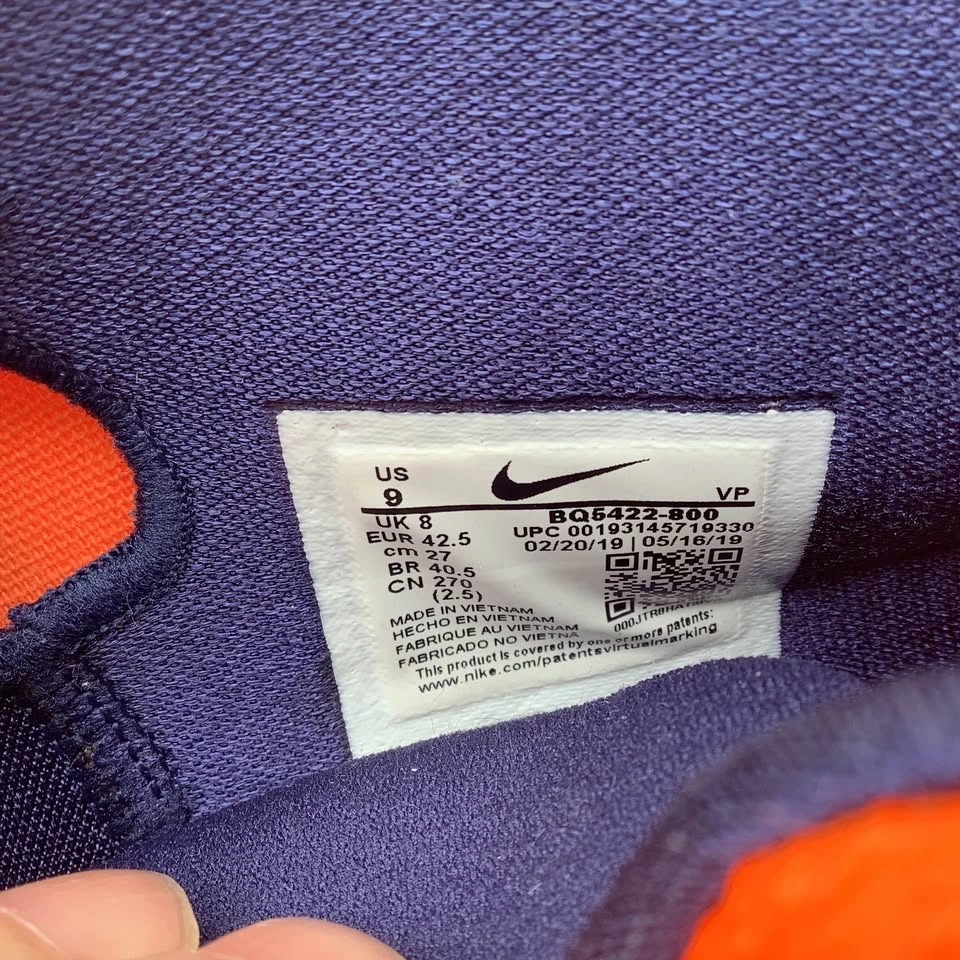 US
9
VP
UK 8
EUR 42.5
cm 27
BR 40.5
CN 270
(2.5)
BQ5422-800
UPC 00193145719330
02/20/19 | 05/16/19
MADE IN VIETNAM
HECHO EN VIETNAM
FABRIQUE AU VIETNAM
FABRICADO NO VIETNA
This product is covered by one or more patents:
www.nike.com/patentsvirtualmarking